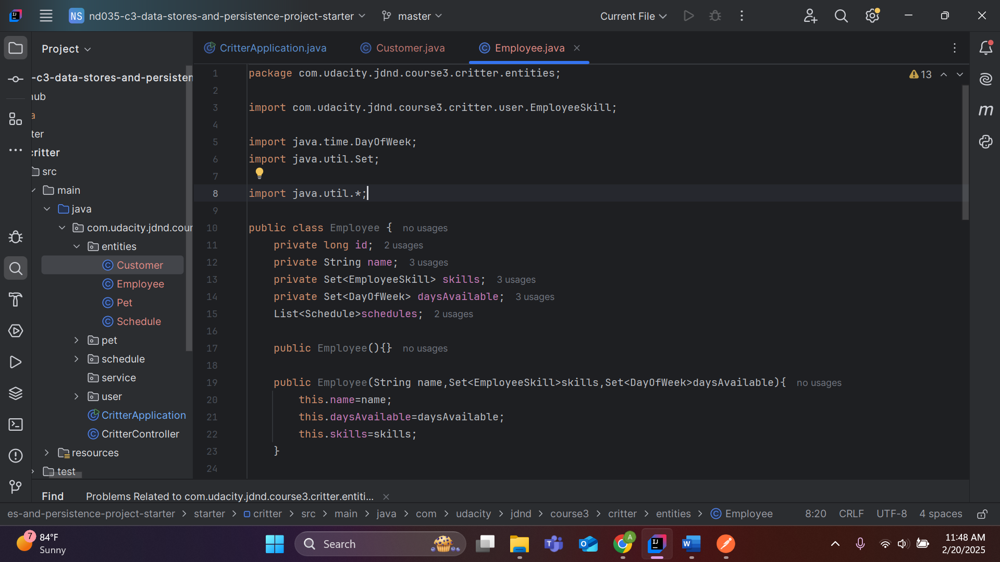 NS nd035-c3-data-stores-and-persistence-project-starter master Current File
Project
CritterApplication.java Customer.java Employee.java
-c3-data-stores-and-persisten
hub
a
ter
critter
src
main
java
com.udacity.jdnd.cour
entities
Customer
Employee
Pet
Schedule
pet
schedule
service
user
CritterApplication
CritterController
resources
test
13
1 package com.udacity.jdnd.course3.critter.entities;
2
3 import com.udacity.jdnd.course3.critter.user.EmployeeSkill;
4
5 import java.time.DayOfWeek;
6 import java.util.Set;
7
8 import java.util.*;
9
10 public class Employee { no usages
11 private long id; 2 usages
12 private String name; 3 usages
13 private Set<EmployeeSkill> skills; 3 usages
14 private Set<DayOfWeek> daysAvailable; 3 usages
15 List<Schedule>schedules; 2 usages
16
17 public Employee(){} no usages
18
19 public Employee(String name,Set<EmployeeSkill>skills,Set<DayOfWeek>daysAvailable){ no usages
20 this.name=name;
21 this.daysAvailable=daysAvailable;
22 this.skills=skills;
23 }
24
m
Find Problems Related to com.udacity.jdnd.course3.critter.entiti...
es-and-persistence-project-starter > starter > critter > src > main > java > com > udacity > jdnd > course3 > critter > entities > Employee 8:20 CRLF UTF-8 4 spaces
7
84°F
Sunny
Search
A
11:48 AM
2/20/2025